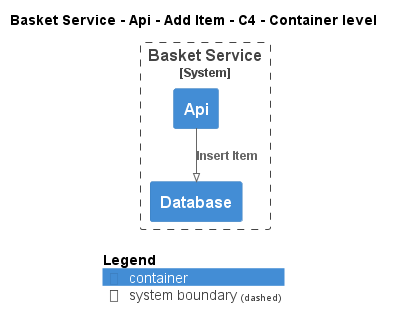 Basket Service - Api - Add Item - C4 - Container level
Basket Service
[System]
Api
Insert Item
Database
Legend
container
system boundary (dashed)